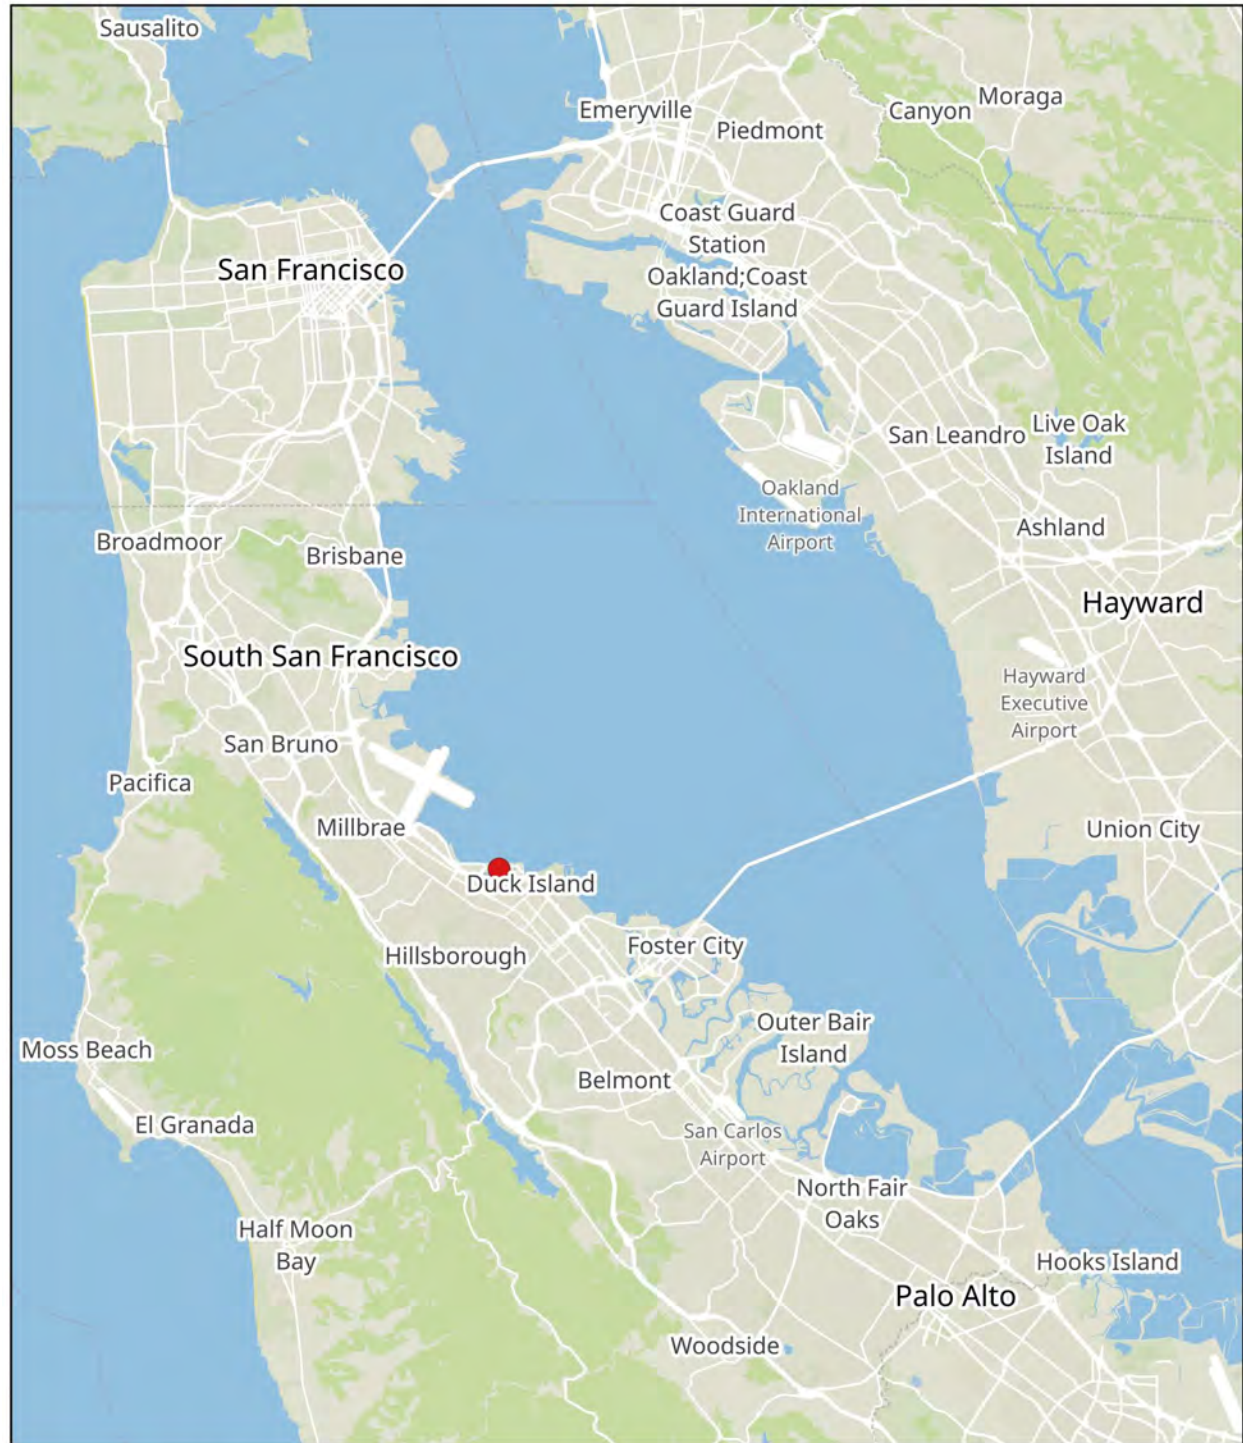 Sausalito
Moraga
Emeryville
Canyon
Piedmont
Coast Guard
Station
Oakland;Coast
Guard Island
San Francisco
San Leandro
Live Oak
Island
Oakland
International
Airport
Ashland
Broadmoor
Brisbane
Hayward
South San Francisco
Hayward
Executive
Airport
San Bruno
Pacifica
Millbrae
Union City
Duck Island
Foster City
Hillsborough
Outer Bair
Island
Moss Beach
Belmont
El Granada
San Carlos
Airport
North Fair
Oaks
Half Moon
Bay
Hooks Island
Palo Alto
Woodside